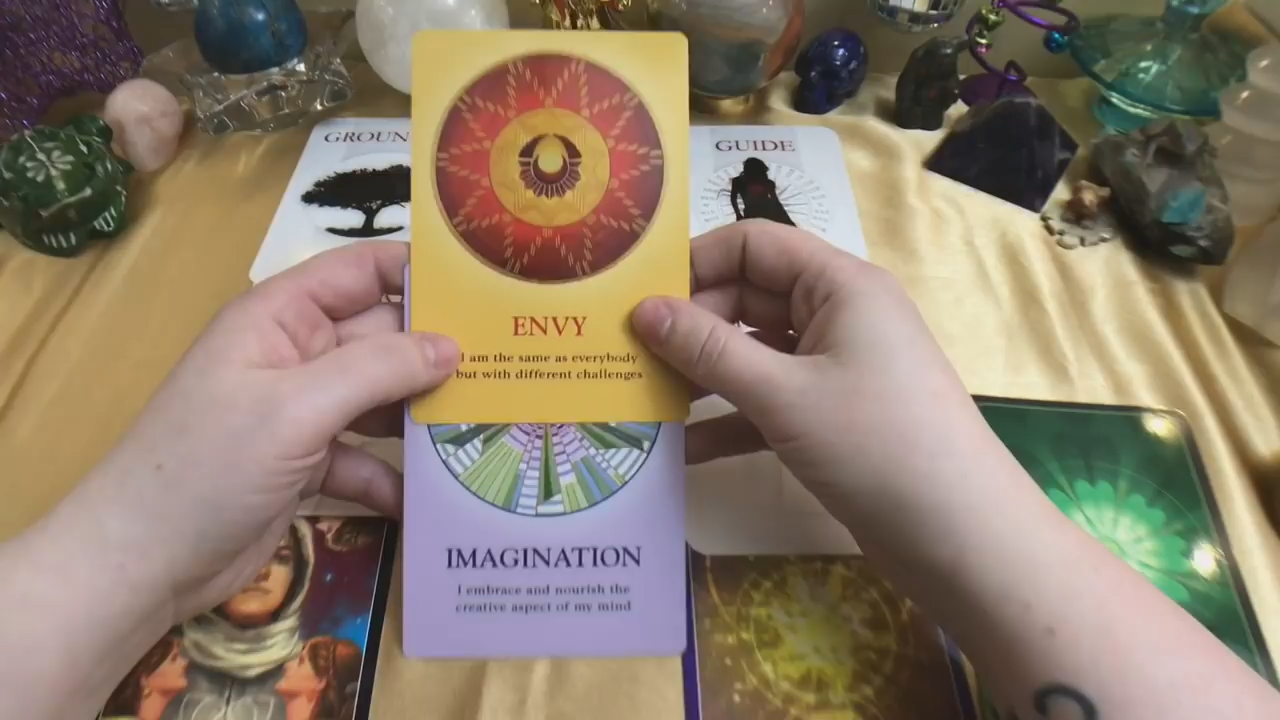 GROUN
GUIDE
ENVY
I am the same as everybody
but with different challenges
IMAGINATION
I embrace and nourish the
creative aspect of my mind